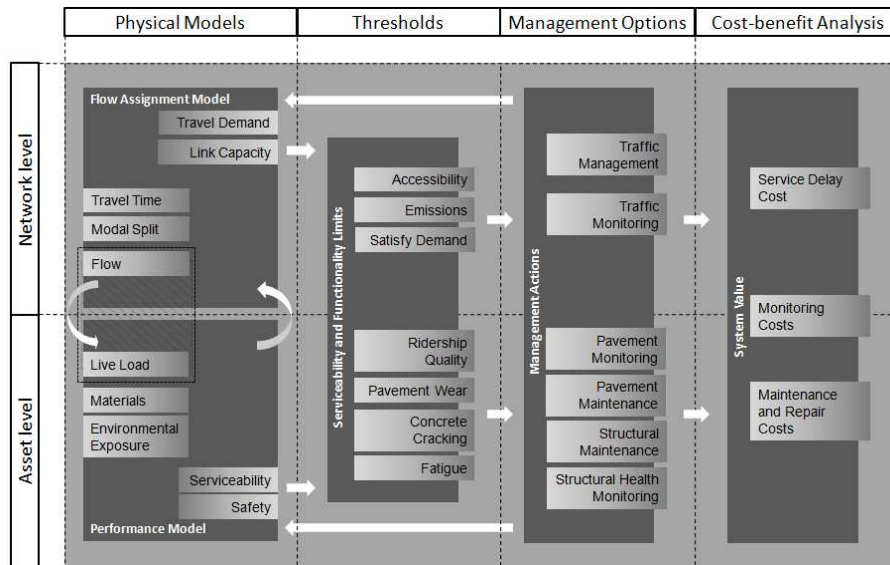 Physical Models
Thresholds
Management Options
Cost-benefit Analysis
Network level
Asset level
Flow Assignment Model
Travel Demand
Link Capacity
Travel Time
Modal Split
Flow
Live Load
Materials
Environmental
Exposure
Serviceability
Safety
Performance Model
Serviceability and Functionality Limits
Accessibility
Emissions
Satisfy Demand
Ridership
Quality
Pavement Wear
Concrete
Cracking
Fatigue
Management Actions
Traffic
Management
Traffic
Monitoring
Pavement
Monitoring
Pavement
Maintenance
Structural
Maintenance
Structural Health
Monitoring
System Value
Service Delay
Cost
Monitoring
Costs
Maintenance
and Repair
Costs